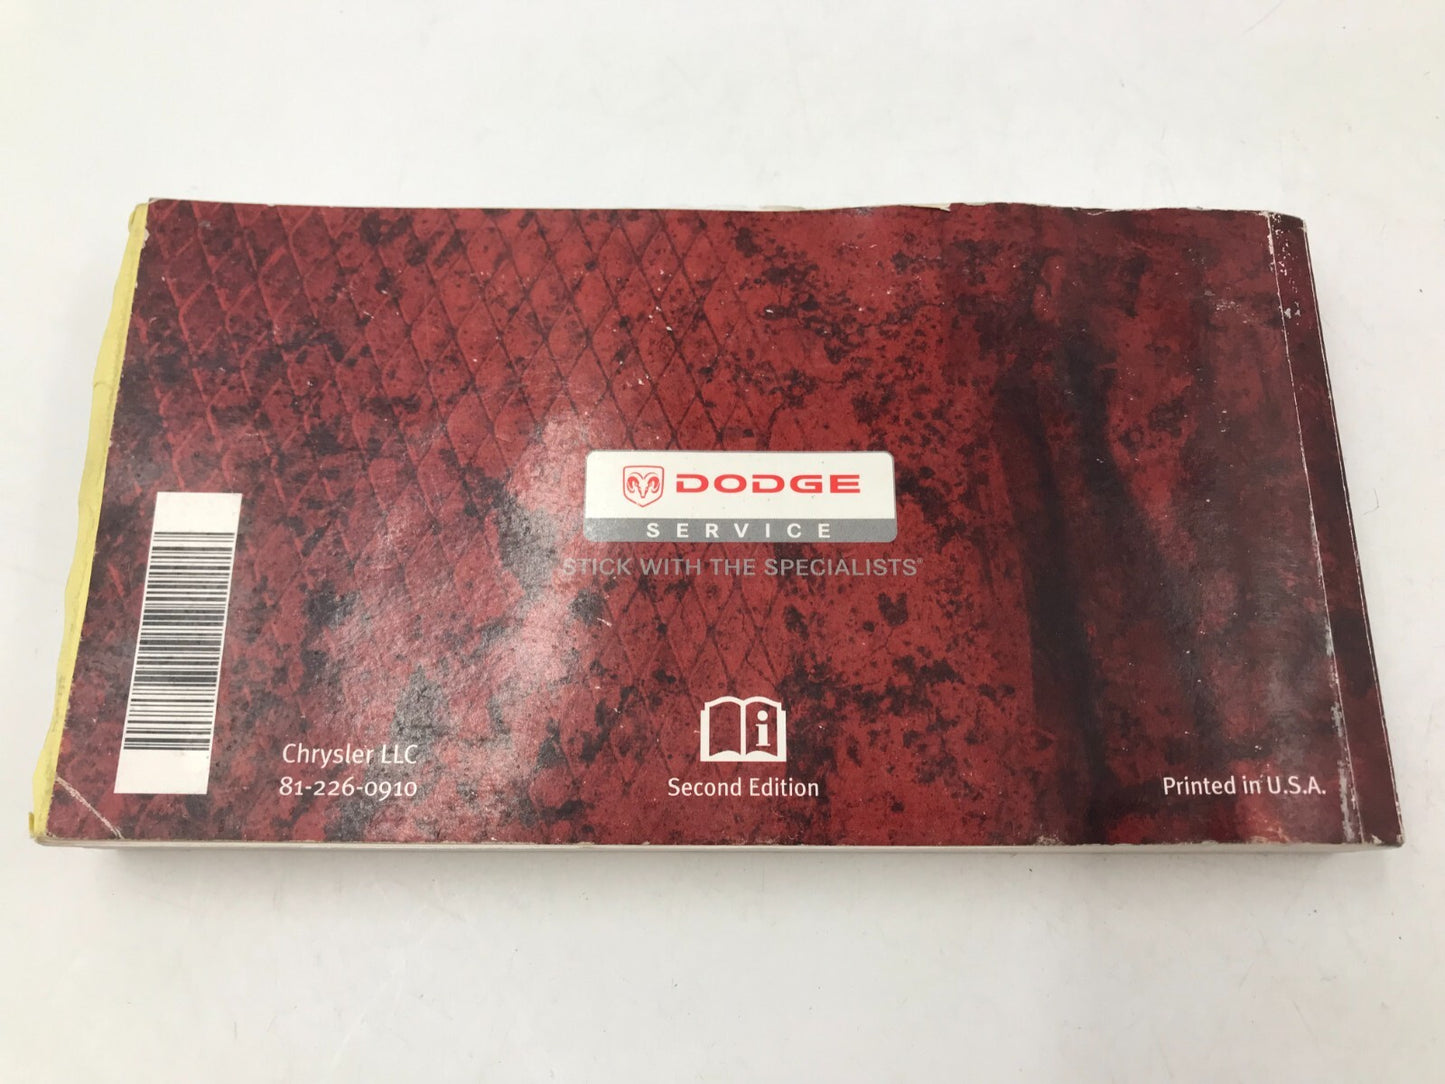 DODGE
SERVICE
STICK WITH THE SPECIALISTS®
i
Chrysler LLC
81-226-0910
Second Edition
Printed in U.S.A.